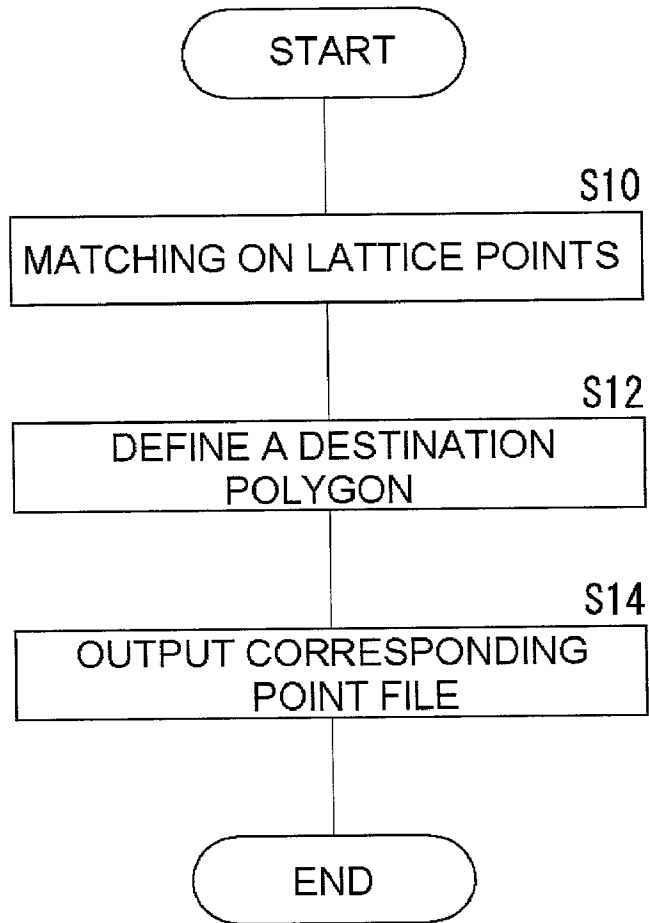 START
S10
MATCHING ON LATTICE POINTS
S12
DEFINE A DESTINATION
POLYGON
S14
OUTPUT CORRESPONDING
POINT FILE
END